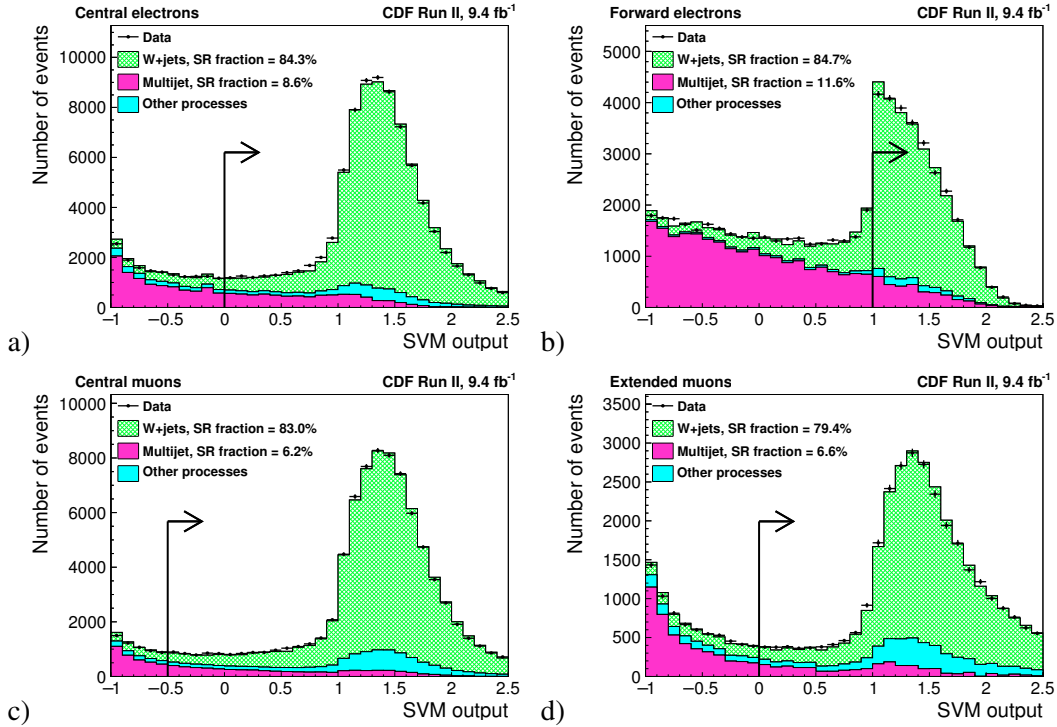 Central electrons CDF Run II, 9.4 fb⁻¹
Data
W+jets, SR fraction = 84.3%
Multijet, SR fraction = 8.6%
Other processes
Number of events
10000
8000
6000
4000
2000
0
−1 −0.5 0 0.5 1 1.5 2 2.5
SVM output
a)
Forward electrons CDF Run II, 9.4 fb⁻¹
Data
W+jets, SR fraction = 84.7%
Multijet, SR fraction = 11.6%
Other processes
Number of events
5000
4000
3000
2000
1000
0
−1 −0.5 0 0.5 1 1.5 2 2.5
SVM output
b)
Central muons CDF Run II, 9.4 fb⁻¹
Data
W+jets, SR fraction = 83.0%
Multijet, SR fraction = 6.2%
Other processes
Number of events
10000
8000
6000
4000
2000
0
−1 −0.5 0 0.5 1 1.5 2 2.5
SVM output
c)
Extended muons CDF Run II, 9.4 fb⁻¹
Data
W+jets, SR fraction = 79.4%
Multijet, SR fraction = 6.6%
Other processes
Number of events
3500
3000
2500
2000
1500
1000
500
0
−1 −0.5 0 0.5 1 1.5 2 2.5
SVM output
d)